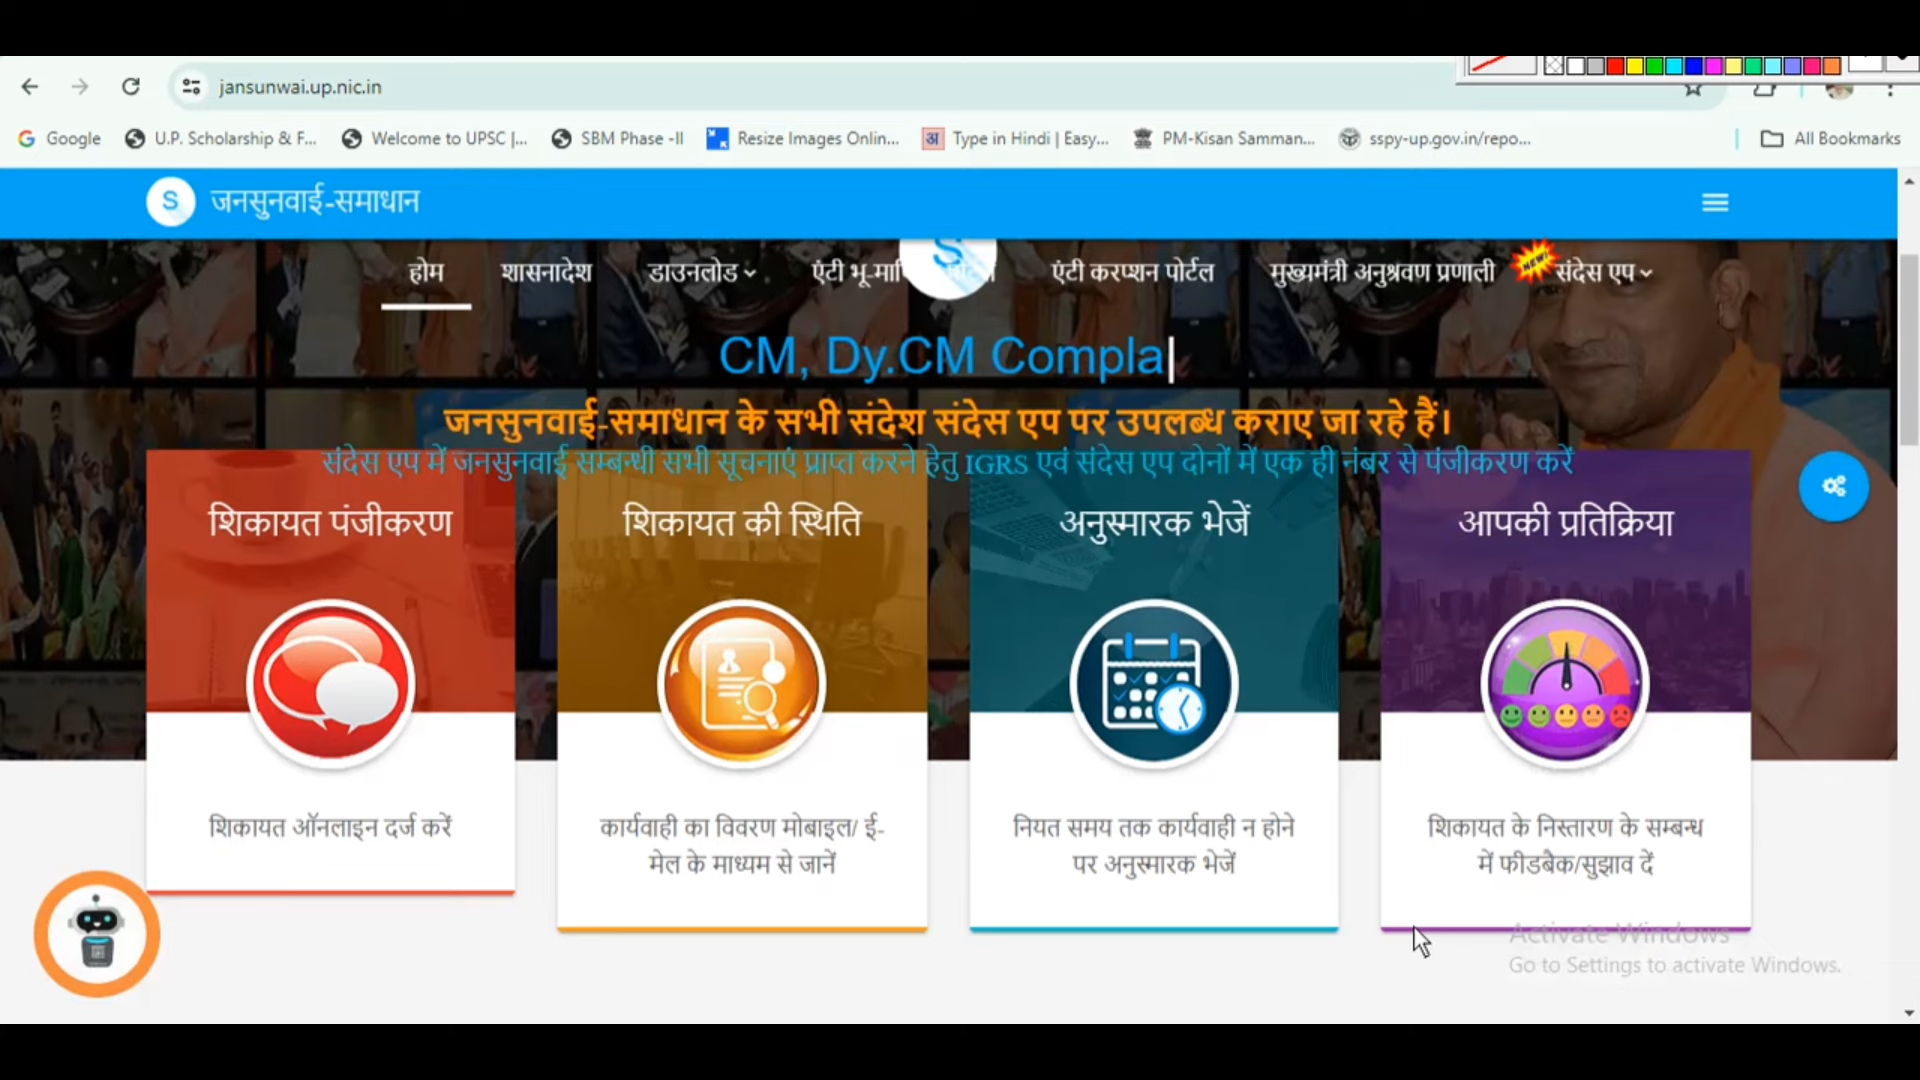 jansunwai.up.nic.in
Google U.P. Scholarship & F... Welcome to UPSC |... SBM Phase -II Resize Images Onlin... अ Type in Hindi | Easy... PM-Kisan Samman... sspy-up.gov.in/repo... All Bookmarks
S जनसुनवाई-समाधान
होम शासनादेश डाउनलोड एंटी भू-माफि S एंटी करप्शन पोर्टल मुख्यमंत्री अनुश्रवण प्रणाली NEW! संदेस एप
CM, Dy.CM Compla|
जनसुनवाई-समाधान के सभी संदेश संदेस एप पर उपलब्ध कराए जा रहे हैं।
संदेस एप में जनसुनवाई सम्बन्धी सभी सूचनाएं प्राप्त करने हेतु IGRS एवं संदेस एप दोनों में एक ही नंबर से पंजीकरण करें
शिकायत पंजीकरण
शिकायत ऑनलाइन दर्ज करें
शिकायत की स्थिति
कार्यवाही का विवरण मोबाइल/ ई-
मेल के माध्यम से जानें
अनुस्मारक भेजें
नियत समय तक कार्यवाही न होने
पर अनुस्मारक भेजें
आपकी प्रतिक्रिया
शिकायत के निस्तारण के सम्बन्ध
में फीडबैक/सुझाव दें
Activate Windows
Go to Settings to activate Windows.